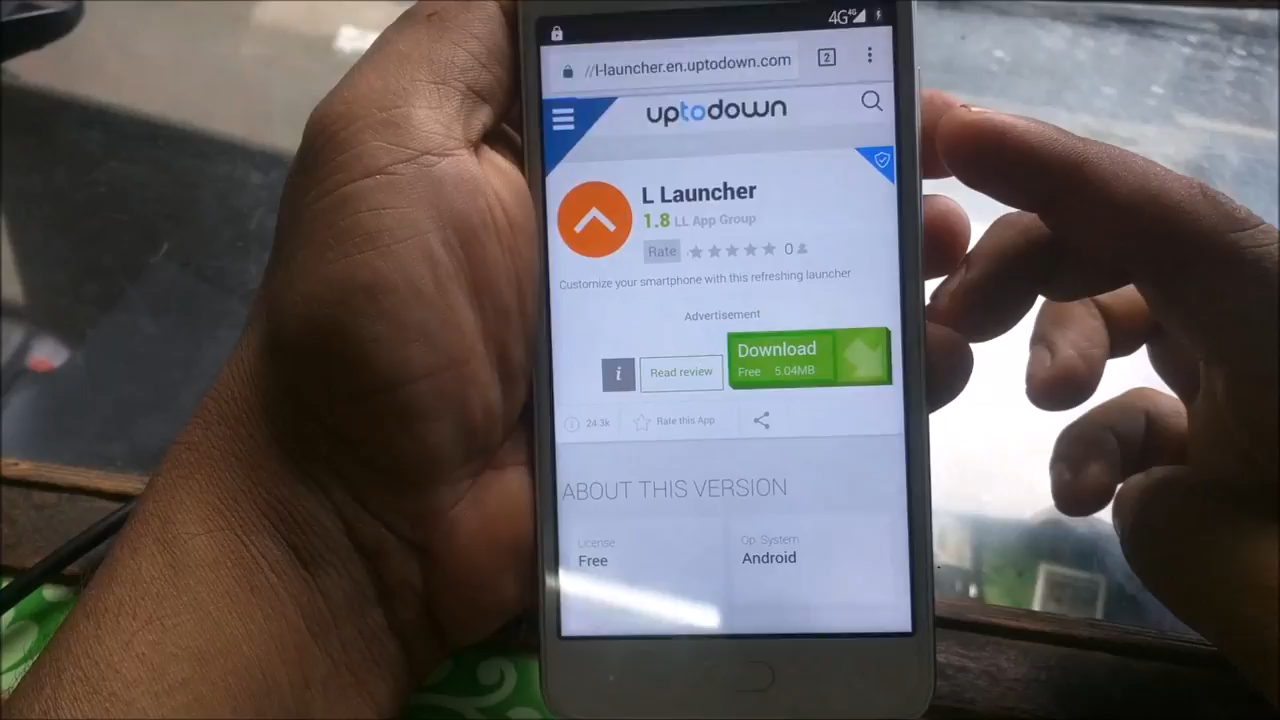 4G 4G
//l-launcher.en.uptodown.com
2
uptodown
L Launcher
1.8 LL App Group
Rate
0
Customize your smartphone with this refreshing launcher
Advertisement
Download
Free 5.04MB
i
Read review
24.3k
Rate this App
ABOUT THIS VERSION
License
Op. System
Free
Android